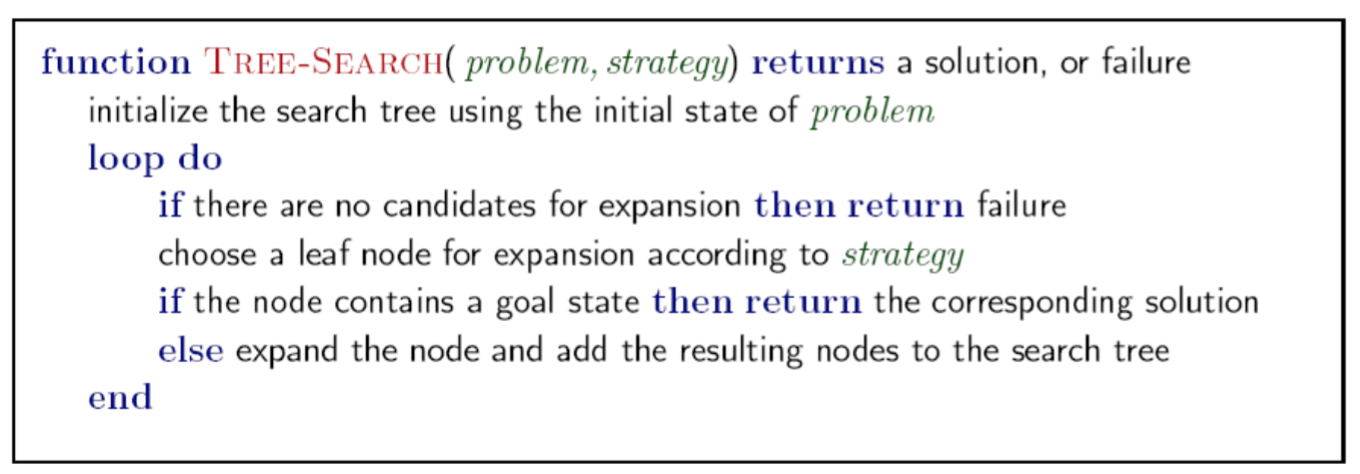 function TREE-SEARCH( problem, strategy) returns a solution, or failure
initialize the search tree using the initial state of problem
loop do
if there are no candidates for expansion then return failure
choose a leaf node for expansion according to strategy
if the node contains a goal state then return the corresponding solution
else expand the node and add the resulting nodes to the search tree
end